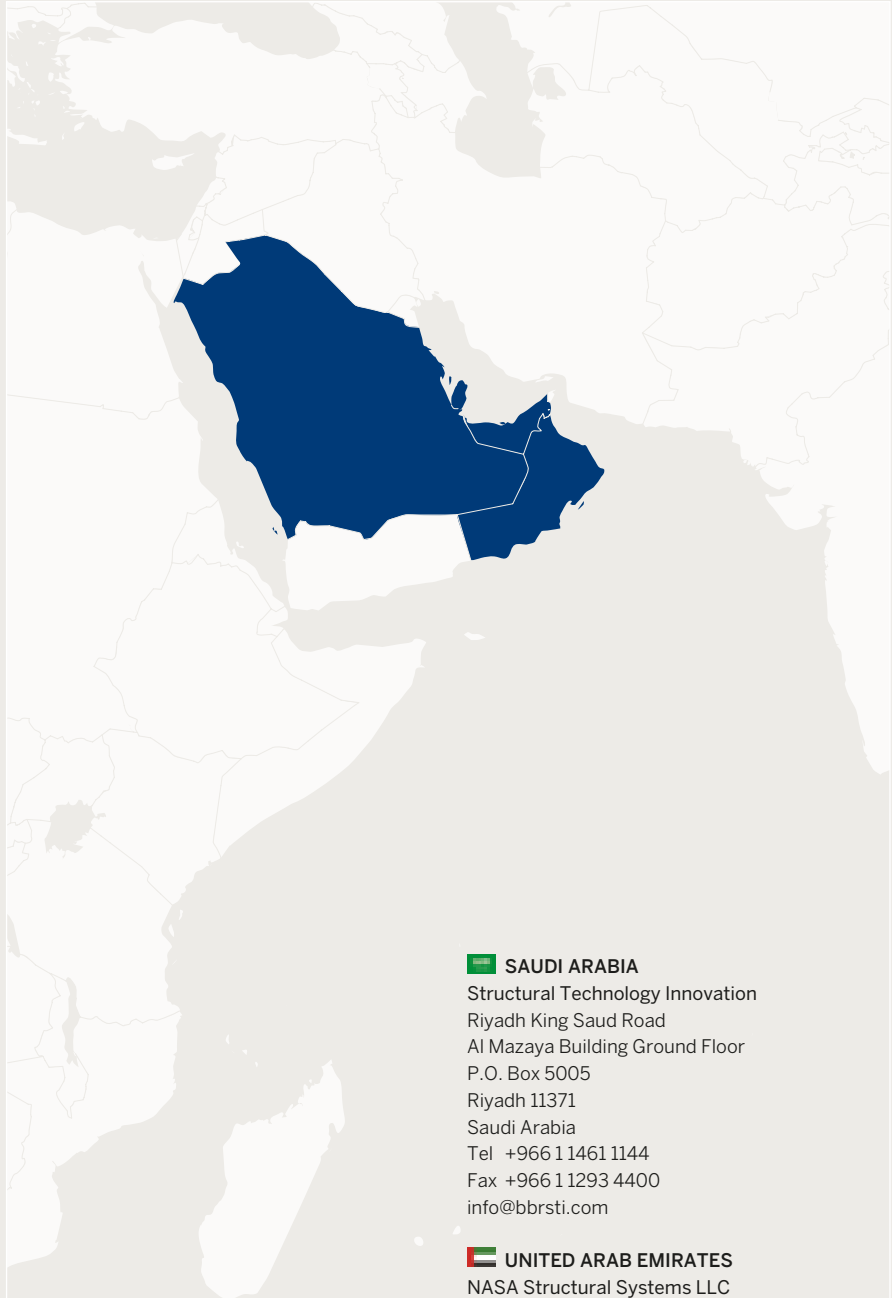 SAUDI ARABIA
Structural Technology Innovation
Riyadh King Saud Road
Al Mazaya Building Ground Floor
P.O. Box 5005
Riyadh 11371
Saudi Arabia
Tel +966 1 1461 1144
Fax +966 1 1293 4400
info@bbrsti.com
UNITED ARAB EMIRATES
NASA Structural Systems LLC